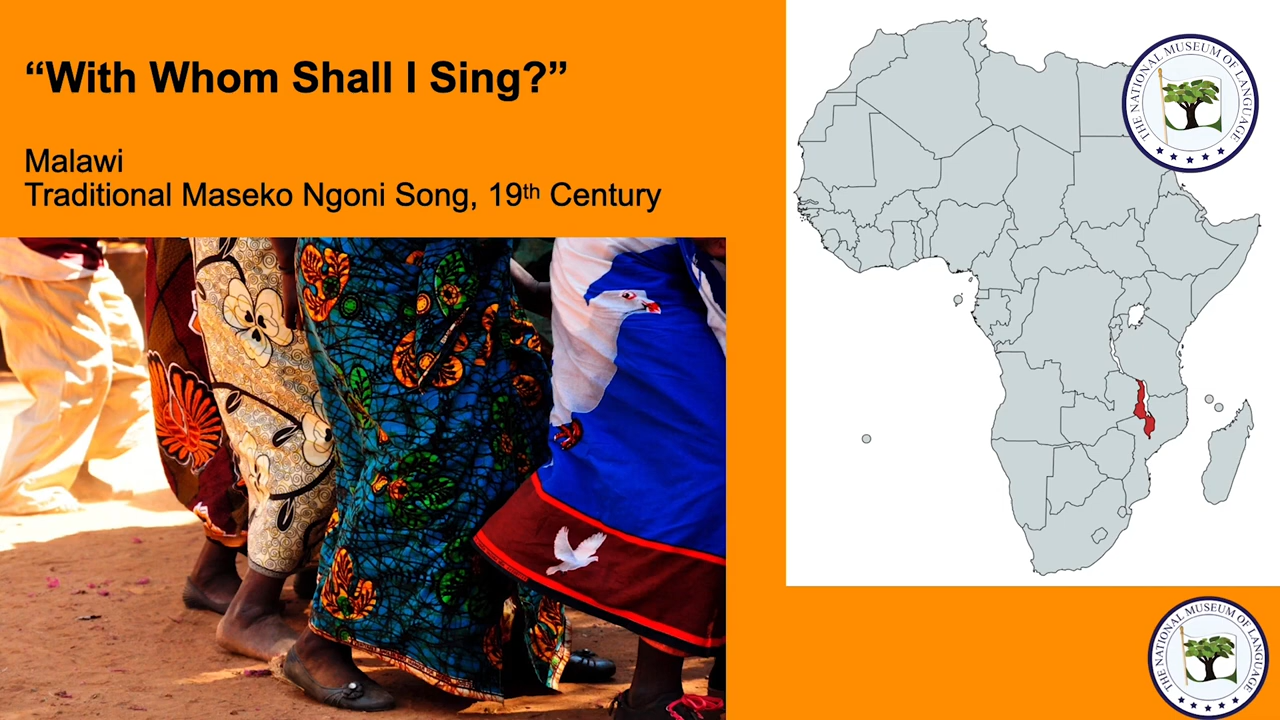 “With Whom Shall I Sing?”
Malawi
Traditional Maseko Ngoni Song, 19th Century
THE NATIONAL MUSEUM OF LANGUAGE
THE NATIONAL MUSEUM OF LANGUAGE